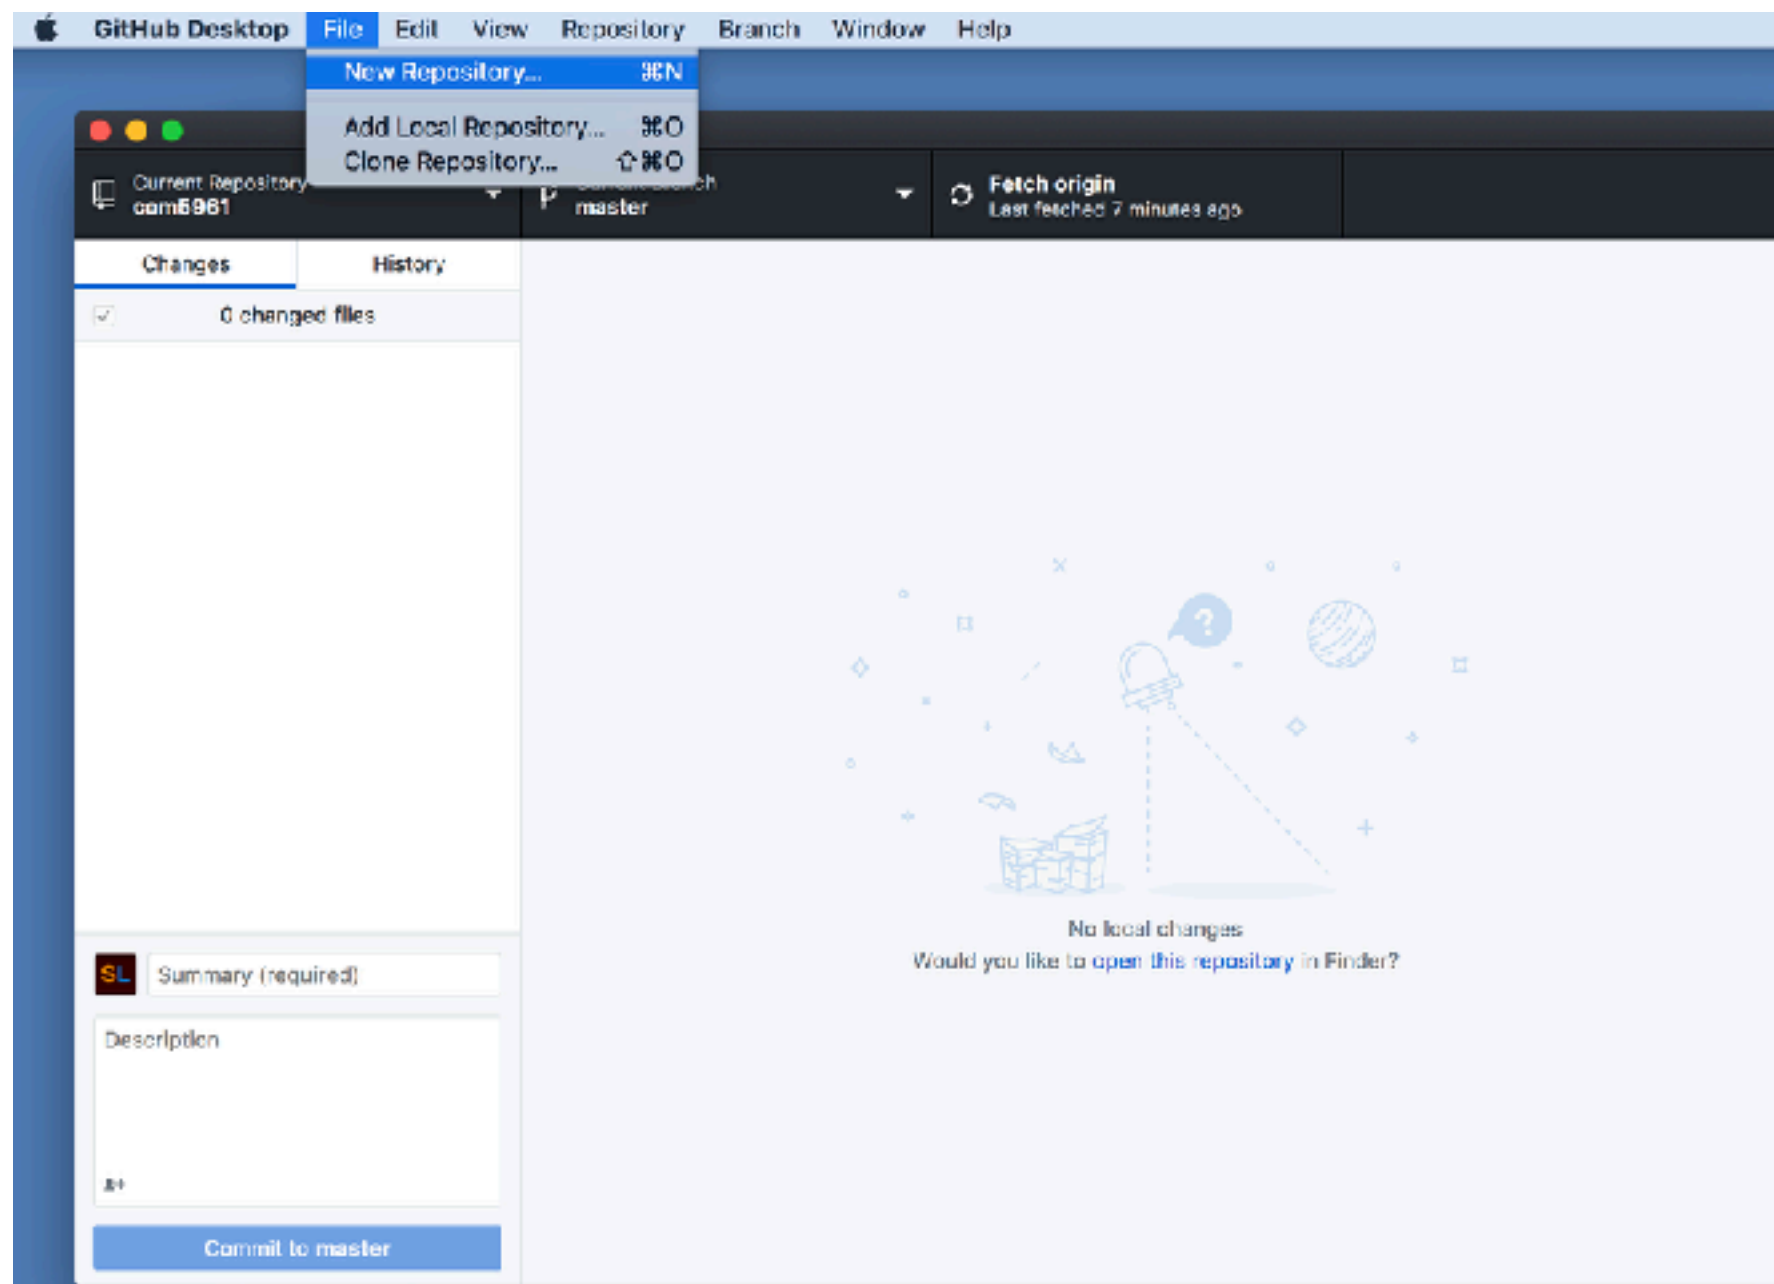 GitHub Desktop File Edit View Repository Branch Window Help
New Repository... ⌘N
Add Local Repository... ⌘O
Clone Repository... ⇧⌘O
Current Repository
com5961
master
Fetch origin
Last fetched 7 minutes ago
Changes
History
0 changed files
?
No local changes
Would you like to open this repository in Finder?
SL
Summary (required)
Description
Commit to master